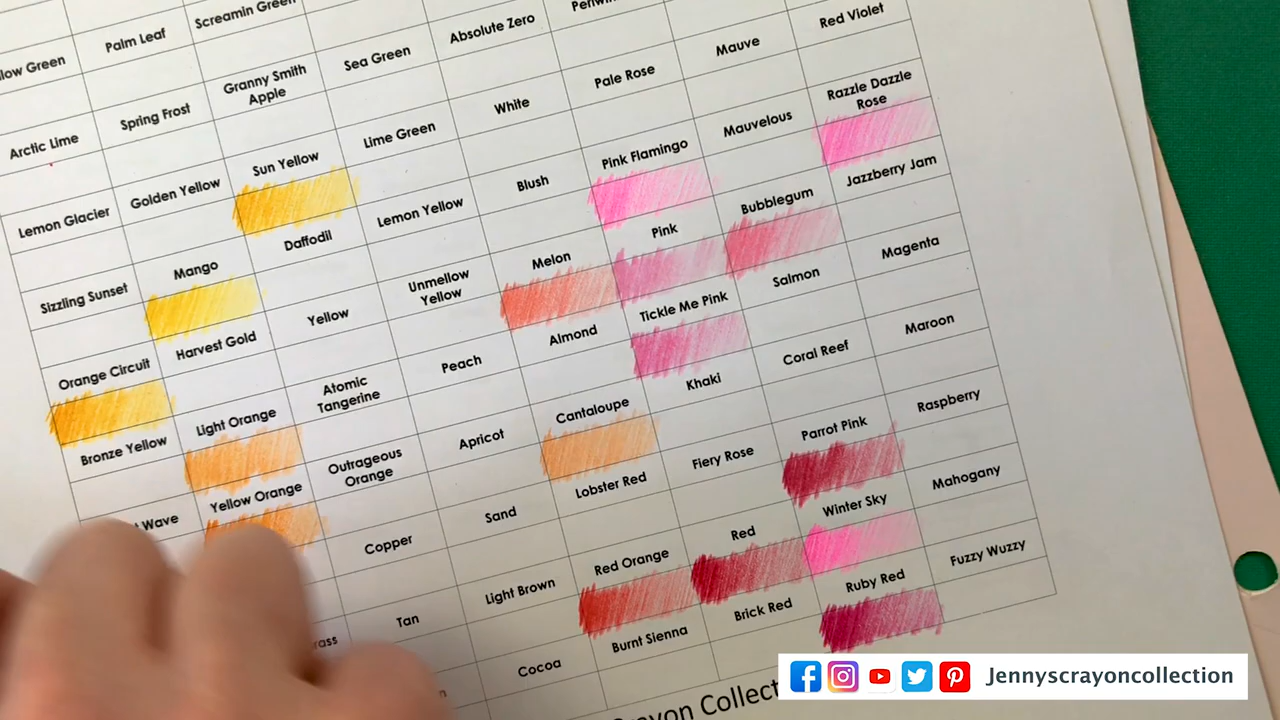 Screamin Green
Palm Leaf
Absolute Zero
Red Violet
Sea Green
Mauve
Granny Smith
Apple
Pale Rose
Razzle Dazzle
Rose
Spring Frost
White
Arctic Lime
Lime Green
Mauvelous
Sun Yellow
Pink Flamingo
Jazzberry Jam
Golden Yellow
Blush
Bubblegum
Lemon Glacier
Lemon Yellow
Pink
Magenta
Daffodil
Melon
Salmon
Mango
Unmellow
Yellow
Tickle Me Pink
Sizzling Sunset
Yellow
Almond
Maroon
Harvest Gold
Peach
Coral Reef
Orange Circuit
Atomic
Tangerine
Khaki
Raspberry
Light Orange
Cantaloupe
Parrot Pink
Bronze Yellow
Apricot
Fiery Rose
Mahogany
Outrageous
Orange
Lobster Red
Winter Sky
Yellow Orange
Sand
Red
Fuzzy Wuzzy
Wave
Copper
Red Orange
Ruby Red
Light Brown
Brick Red
Tan
Burnt Sienna
Cocoa
Jennyscrayoncollection